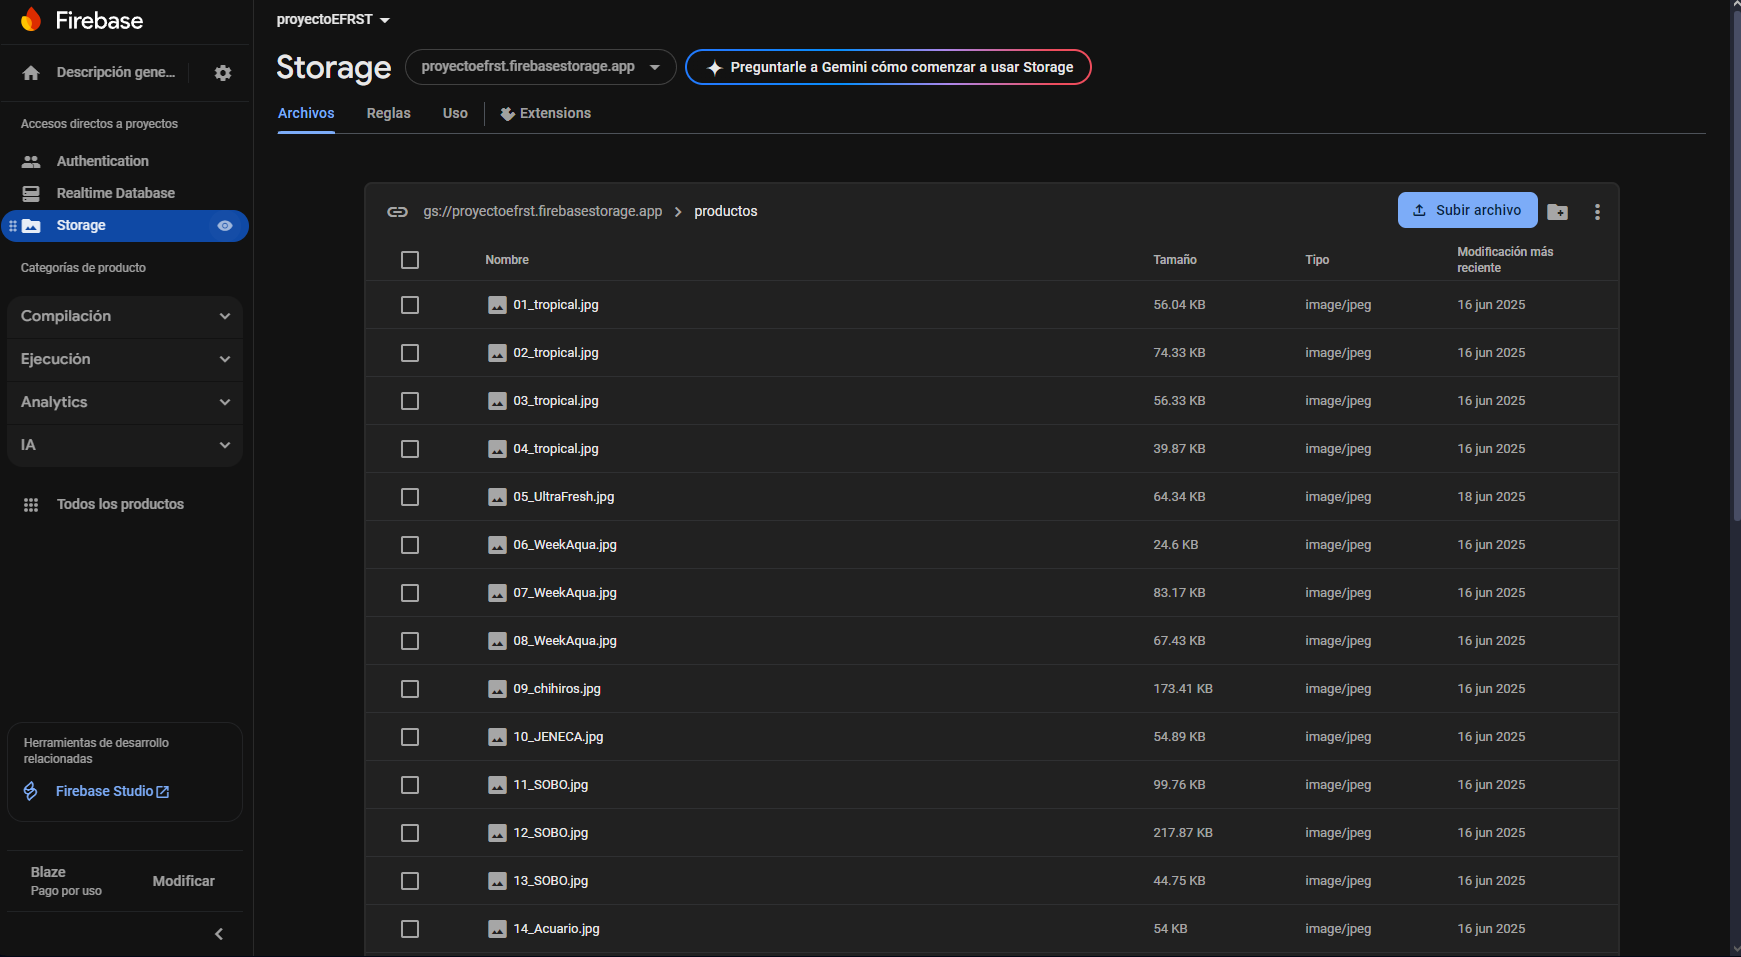 Firebase
Descripción gene...
Accesos directos a proyectos
Authentication
Realtime Database
Storage
Categorías de producto
Compilación
Ejecución
Analytics
IA
Todos los productos
Herramientas de desarrollo
relacionadas
Firebase Studio
Blaze
Pago por uso
Modificar
proyectoEFRST
Storage
proyectoefrst.firebasestorage.app
Preguntarle a Gemini cómo comenzar a usar Storage
Archivos Reglas Uso Extensions
gs://proyectoefrst.firebasestorage.app > productos
Subir archivo
Nombre Tamaño Tipo Modificación más
reciente
01_tropical.jpg 56.04 KB image/jpeg 16 jun 2025
02_tropical.jpg 74.33 KB image/jpeg 16 jun 2025
03_tropical.jpg 56.33 KB image/jpeg 16 jun 2025
04_tropical.jpg 39.87 KB image/jpeg 16 jun 2025
05_UltraFresh.jpg 64.34 KB image/jpeg 18 jun 2025
06_WeekAqua.jpg 24.6 KB image/jpeg 16 jun 2025
07_WeekAqua.jpg 83.17 KB image/jpeg 16 jun 2025
08_WeekAqua.jpg 67.43 KB image/jpeg 16 jun 2025
09_chihiros.jpg 173.41 KB image/jpeg 16 jun 2025
10_JENECA.jpg 54.89 KB image/jpeg 16 jun 2025
11_SOBO.jpg 99.76 KB image/jpeg 16 jun 2025
12_SOBO.jpg 217.87 KB image/jpeg 16 jun 2025
13_SOBO.jpg 44.75 KB image/jpeg 16 jun 2025
14_Acuario.jpg 54 KB image/jpeg 16 jun 2025